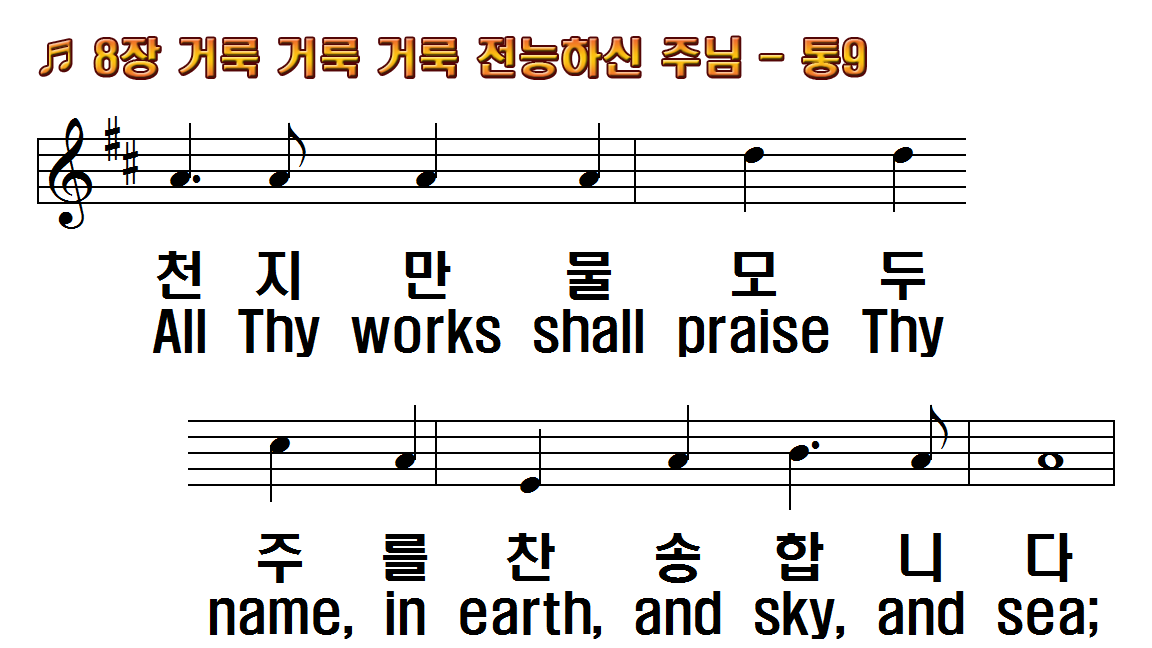 ♬ 8장 거룩 거룩 거룩 전능하신 주님 - 통9
천 지 만 물 모 두
All Thy works shall praise Thy
주 를 찬 송 합 니 다
name, in earth, and sky, and sea;